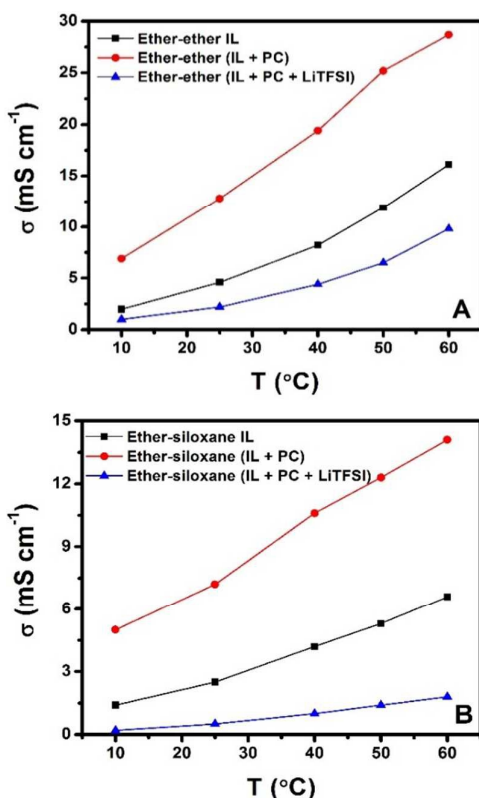 Ether-ether IL
Ether-ether (IL + PC)
Ether-ether (IL + PC + LiTFSI)
30
25
20
15
10
5
0
σ (mS cm⁻¹)
10 20 30 40 50 60
T (°C)
A
Ether-siloxane IL
Ether-siloxane (IL + PC)
Ether-siloxane (IL + PC + LiTFSI)
15
12
9
6
3
0
σ (mS cm⁻¹)
10 20 30 40 50 60
T (°C)
B